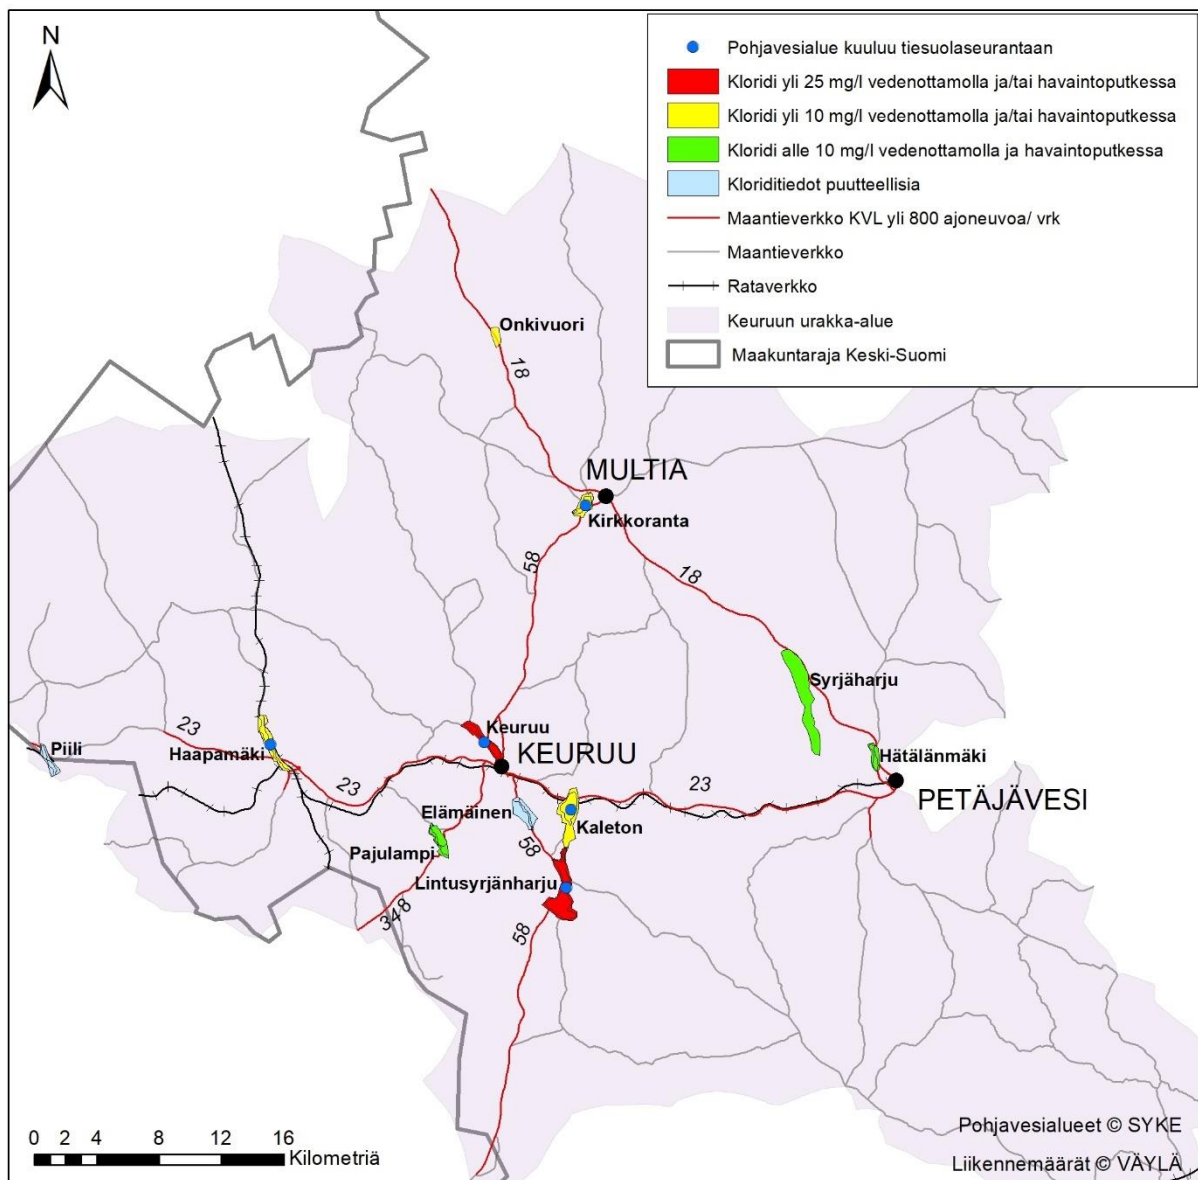 N
Pohjavesialue kuuluu tiesuolaseurantaan
Kloridi yli 25 mg/l vedenottamolla ja/tai havaintoputkessa
Kloridi yli 10 mg/l vedenottamolla ja/tai havaintoputkessa
Kloridi alle 10 mg/l vedenottamolla ja havaintoputkessa
Kloriditiedot puutteellisia
Maantieverkko KVL yli 800 ajoneuvoa/ vrk
Maantieverkko
Rataverkko
Keuruun urakka-alue
Maakuntaraja Keski-Suomi
Onkivuori
18
MULTIA
Kirkkoranta
58
18
Syrjäharju
23
Keuruu
Piili
Haapamäki
KEURUU
Hätälänmäki
23
23
PETÄJÄVESI
Elämäinen
Kaleton
58
Pajulampi
Lintusyrjänharju
348
58
0 2 4 8 12 16
Kilometriä
Pohjavesialueet © SYKE
Liikennemäärät © VÄYLÄ